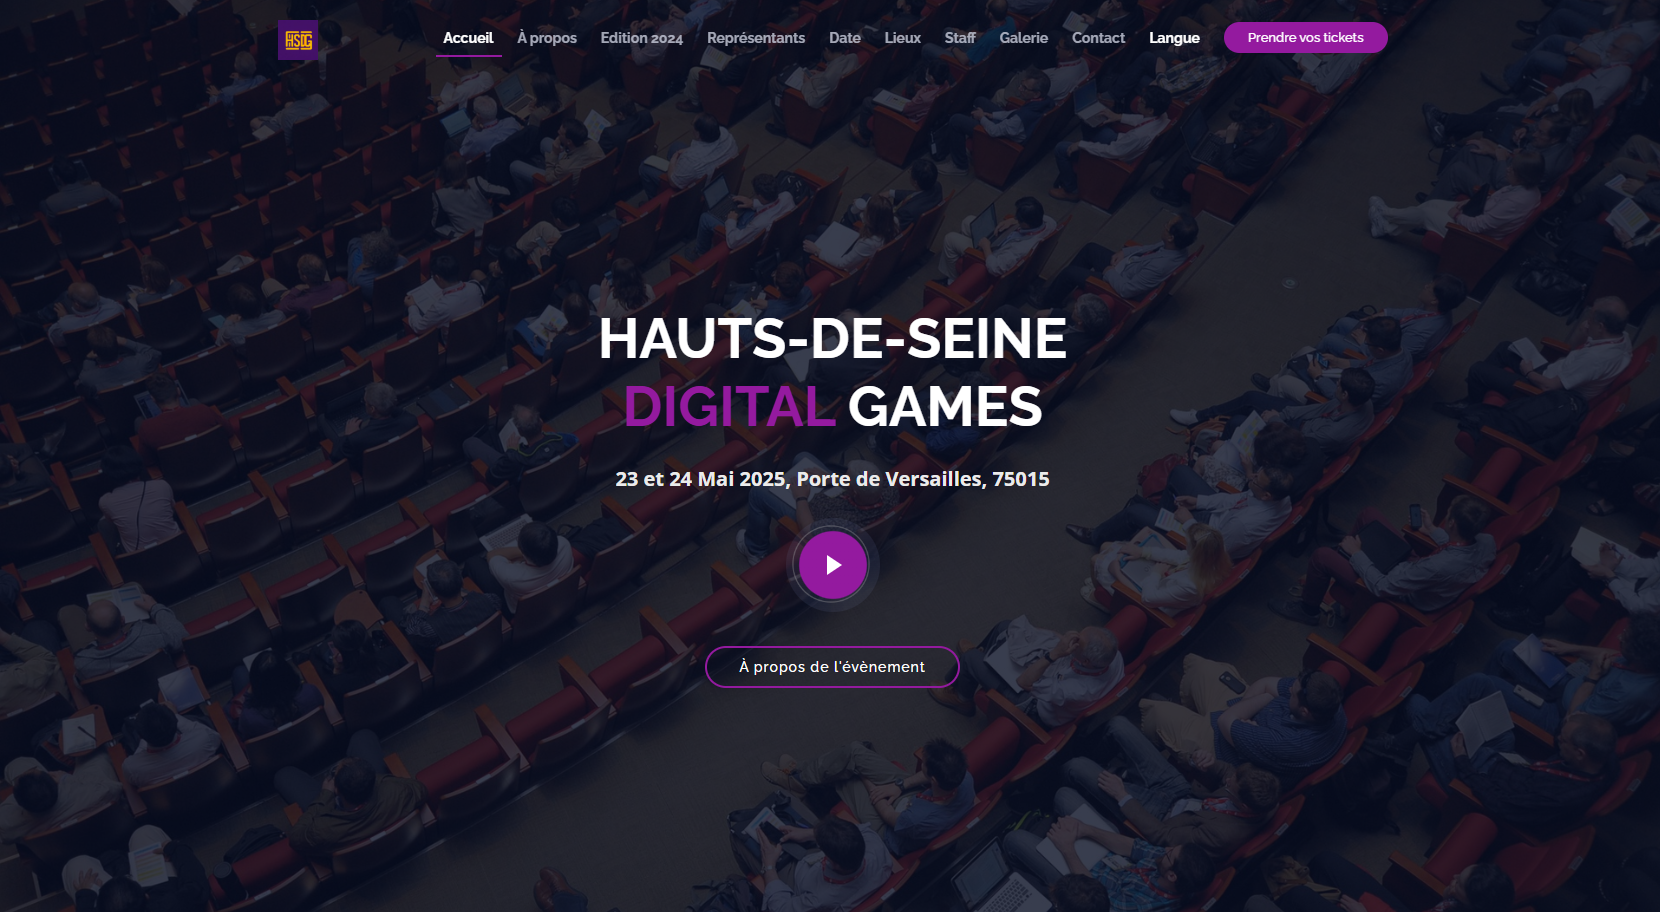 Accueil À propos Edition 2024 Représentants Date Lieux Staff Galerie Contact Langue Prendre vos tickets
HAUTS-DE-SEINE
DIGITAL GAMES
23 et 24 Mai 2025, Porte de Versailles, 75015
À propos de l'évènement